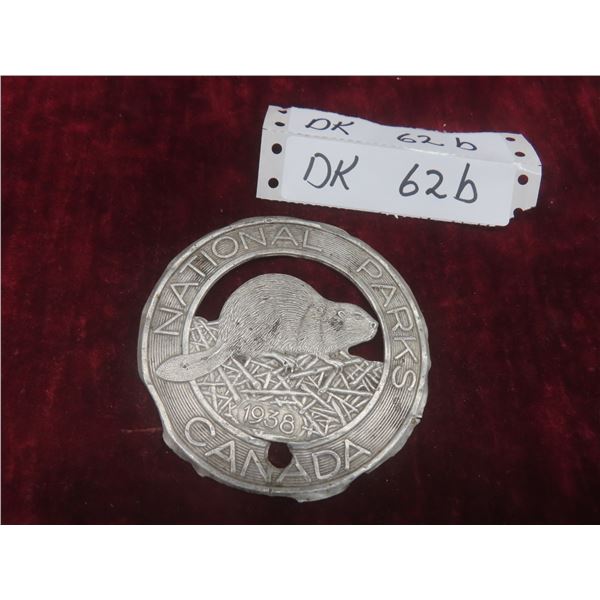 DK 62b
DK 62b
NATIONAL PARKS
1938
CANADA